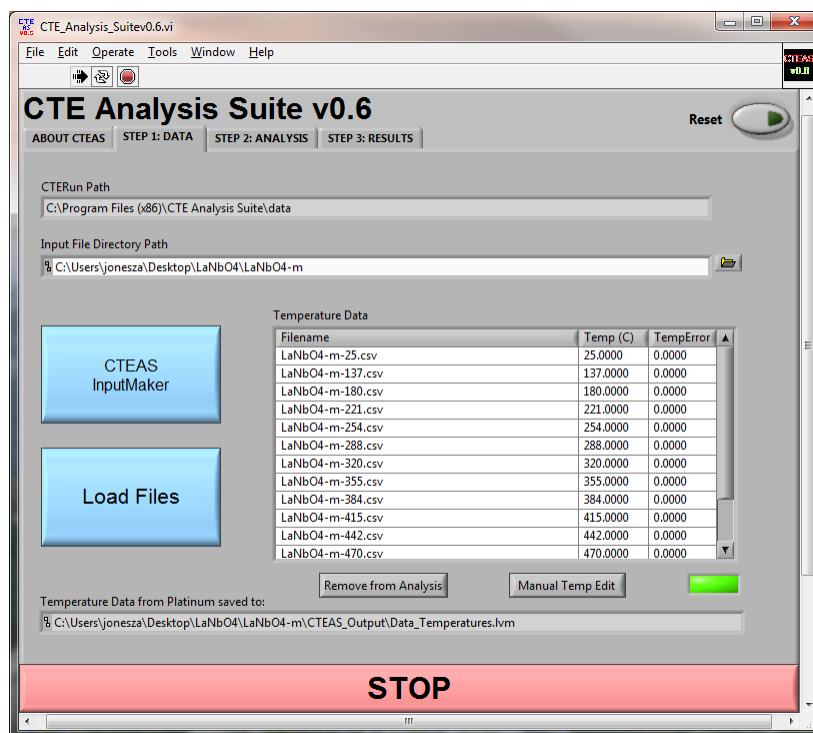 CTE AS V0.5 CTE_Analysis_Suitev0.6.vi
File Edit Operate Tools Window Help
CTEAS
CTE Analysis Suite v0.6
Reset
ABOUT CTEAS STEP 1: DATA STEP 2: ANALYSIS STEP 3: RESULTS
CTERun Path
C:\Program Files (x86)\CTE Analysis Suite\data
Input File Directory Path
C:\Users\jonesza\Desktop\LaNbO4\LaNbO4-m
Temperature Data
Filename Temp (C) TempError
LaNbO4-m-25.csv 25.0000 0.0000
LaNbO4-m-137.csv 137.0000 0.0000
LaNbO4-m-180.csv 180.0000 0.0000
LaNbO4-m-221.csv 221.0000 0.0000
LaNbO4-m-254.csv 254.0000 0.0000
LaNbO4-m-288.csv 288.0000 0.0000
LaNbO4-m-320.csv 320.0000 0.0000
LaNbO4-m-355.csv 355.0000 0.0000
LaNbO4-m-384.csv 384.0000 0.0000
LaNbO4-m-415.csv 415.0000 0.0000
LaNbO4-m-442.csv 442.0000 0.0000
LaNbO4-m-470.csv 470.0000 0.0000
CTEAS
InputMaker
Load Files
Remove from Analysis Manual Temp Edit
Temperature Data from Platinum saved to:
C:\Users\jonesza\Desktop\LaNbO4\LaNbO4-m\CTEAS_Output\Data_Temperatures.lvm
STOP